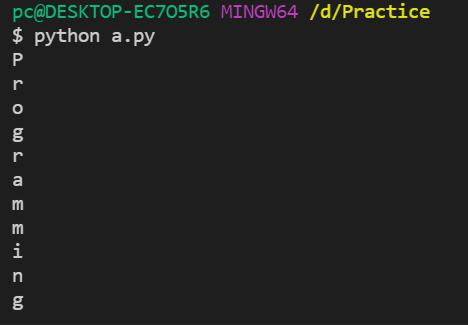 pc@DESKTOP-EC7O5R6 MINGW64 /d/Practice
$ python a.py
P
r
o
g
r
a
m
m
i
n
g